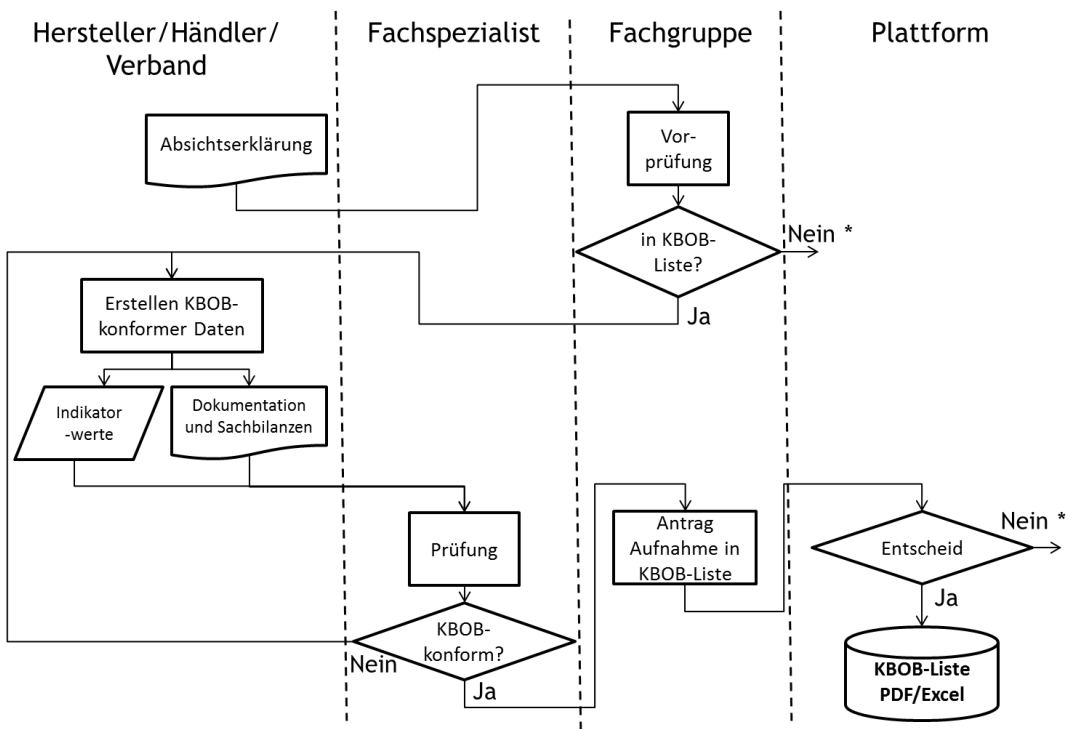 Hersteller/Händler/
Verband
Fachspezialist
Fachgruppe
Plattform
Absichtserklärung
Vor-
prüfung
in KBOB-
Liste?
Nein *
Ja
Erstellen KBOB-
konformer Daten
Indikator
-werte
Dokumentation
und Sachbilanzen
Prüfung
KBOB-
konform?
Nein
Ja
Antrag
Aufnahme in
KBOB-Liste
Entscheid
Nein *
Ja
KBOB-Liste
PDF/Excel